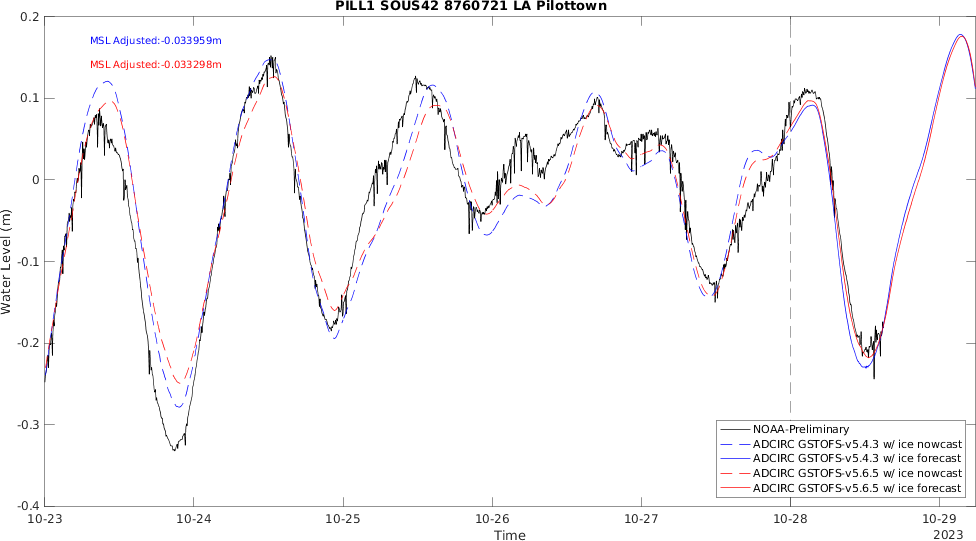 PILL1 SOUS42 8760721 LA Pilottown
0.2
MSL Adjusted:-0.033959m
MSL Adjusted:-0.033298m
0.1
0
-0.1
-0.2
-0.3
-0.4
Water Level (m)
NOAA-Preliminary
ADCIRC GSTOFS-v5.4.3 w/ ice nowcast
ADCIRC GSTOFS-v5.4.3 w/ ice forecast
ADCIRC GSTOFS-v5.6.5 w/ ice nowcast
ADCIRC GSTOFS-v5.6.5 w/ ice forecast
10-23 10-24 10-25 10-26 10-27 10-28 10-29
Time
2023